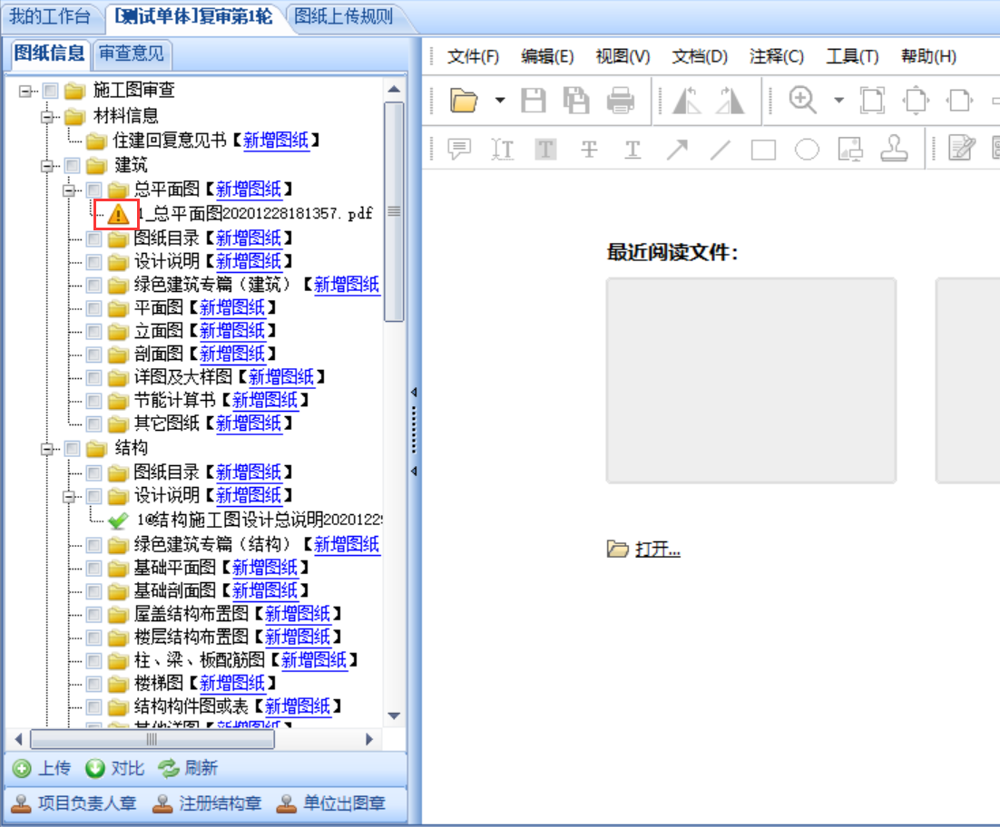 我的工作台 [测试单体]复审第1轮 图纸上传规则
图纸信息 审查意见
施工图审查
材料信息
住建回复意见书【新增图纸】
建筑
总平面图【新增图纸】
1_总平面图20201228181357.pdf
图纸目录【新增图纸】
设计说明【新增图纸】
绿色建筑专篇（建筑）【新增图纸
平面图【新增图纸】
立面图【新增图纸】
剖面图【新增图纸】
详图及大样图【新增图纸】
节能计算书【新增图纸】
其它图纸【新增图纸】
结构
图纸目录【新增图纸】
设计说明【新增图纸】
1@结构施工图设计总说明2020122
绿色建筑专篇（结构）【新增图纸
基础平面图【新增图纸】
基础剖面图【新增图纸】
屋盖结构布置图【新增图纸】
楼层结构布置图【新增图纸】
柱、梁、板配筋图【新增图纸】
楼梯图【新增图纸】
结构构件图或表【新增图纸】
其他详图【新增图纸】
上传 对比 刷新
项目负责人章 注册结构章 单位出图章
文件(F) 编辑(E) 视图(V) 文档(D) 注释(C) 工具(T) 帮助(H)
最近阅读文件：
打开...